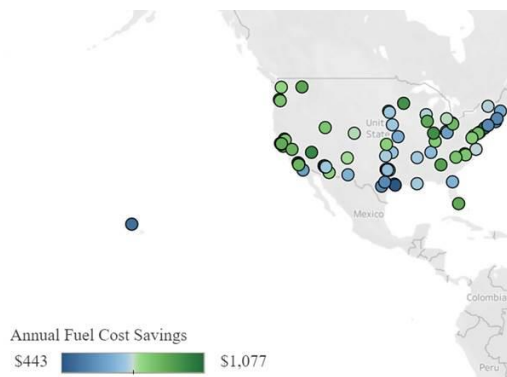 Unit
State
Mexico
Colombia
Peru
Annual Fuel Cost Savings
$443 $1,077